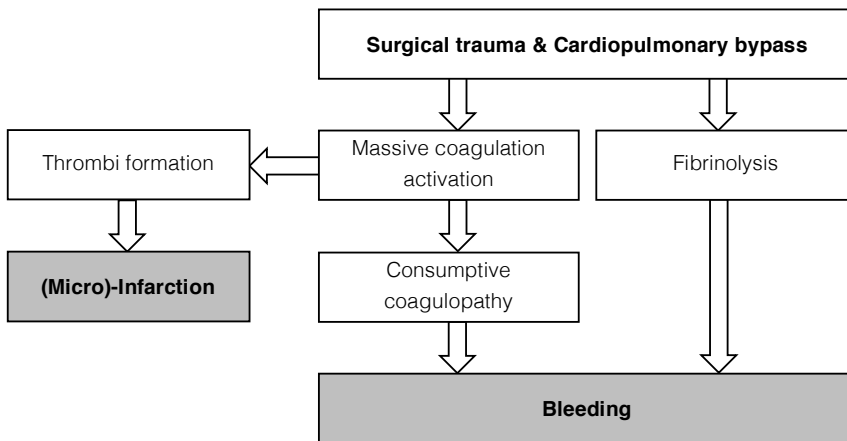 Surgical trauma & Cardiopulmonary bypass
Thrombi formation
Massive coagulation
activation
Fibrinolysis
(Micro)-Infarction
Consumptive
coagulopathy
Bleeding